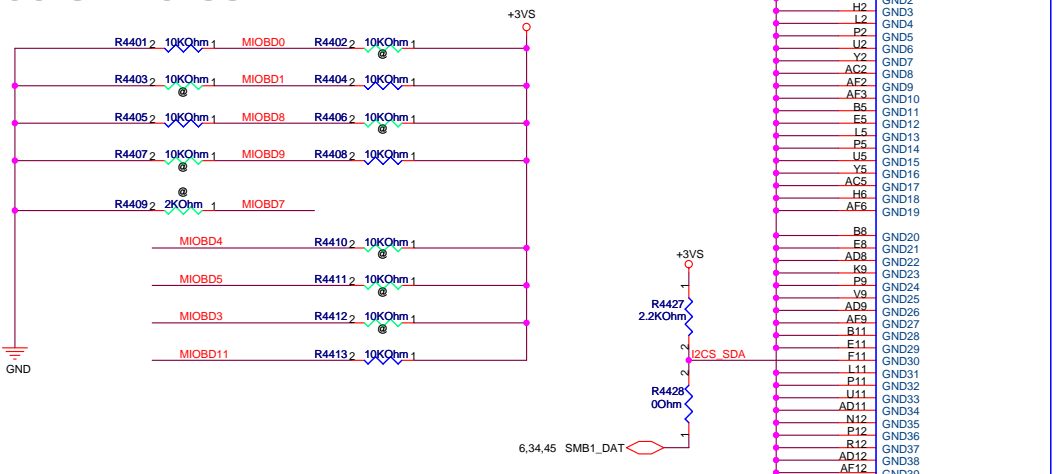 +3VS
R4401 2 10KOhm 1 MIOBD0 R4402 2 10KOhm 1
@
R4403 2 10KOhm 1 MIOBD1 R4404 2 10KOhm 1
@
R4405 2 10KOhm 1 MIOBD8 R4406 2 10KOhm 1
@
R4407 2 10KOhm 1 MIOBD9 R4408 2 10KOhm 1
@
@
R4409 2 2KOhm 1 MIOBD7
MIOBD4 R4410 2 10KOhm 1
@
MIOBD5 R4411 2 10KOhm 1
@
MIOBD3 R4412 2 10KOhm 1
@
MIOBD11 R4413 2 10KOhm 1
GND
+3VS
1
R4427
2.2KOhm
2
I2CS_SDA
2
R4428
0Ohm
1
6,34,45 SMB1_DAT
GND2
H2 GND3
L2 GND4
P2 GND5
U2 GND6
Y2 GND7
AC2 GND8
AF2 GND9
AF3 GND10
B5 GND11
E5 GND12
L5 GND13
P5 GND14
U5 GND15
Y5 GND16
AC5 GND17
H6 GND18
AF6 GND19
B8 GND20
E8 GND21
AD8 GND22
K9 GND23
P9 GND24
V9 GND25
AD9 GND26
AF9 GND27
B11 GND28
E11 GND29
F11 GND30
L11 GND31
P11 GND32
U11 GND33
AD11 GND34
N12 GND35
P12 GND36
R12 GND37
AD12 GND38
AF12 GND39